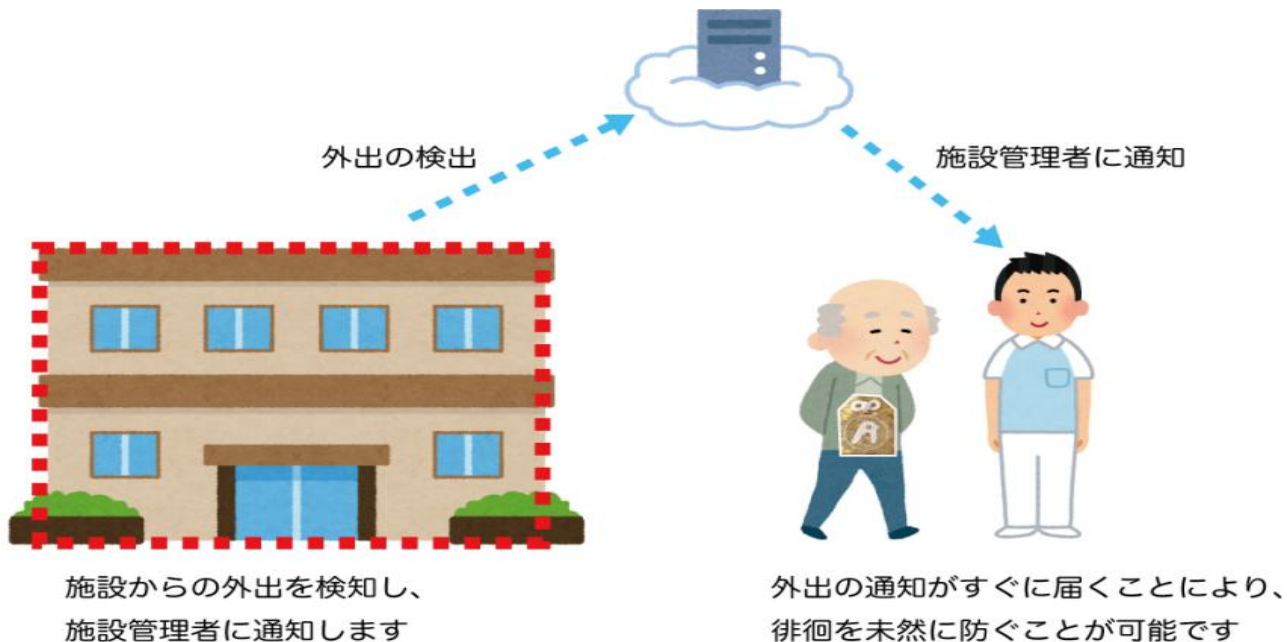 外出の検出
施設管理者に通知
施設からの外出を検知し、
施設管理者に通知します
外出の通知がすぐに届くことにより、
徘徊を未然に防ぐことが可能です